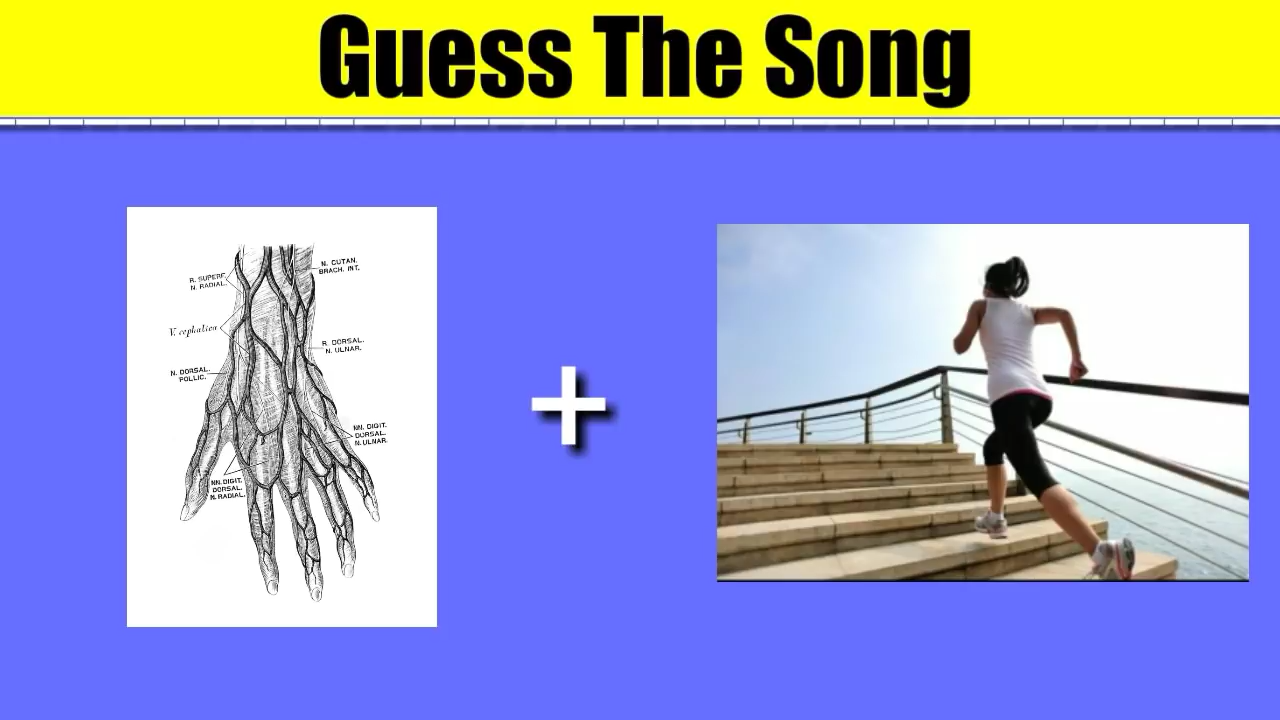 Guess The Song
R. SUPERF.
N. RADIAL.
N. CUTAN.
BRACH. INT.
V. cephalica
R. DORSAL.
N. ULNAR.
N. DORSAL.
POLLIC.
NN. DIGIT.
DORSAL.
N. ULNAR.
NN. DIGIT.
DORSAL.
N. RADIAL.
+